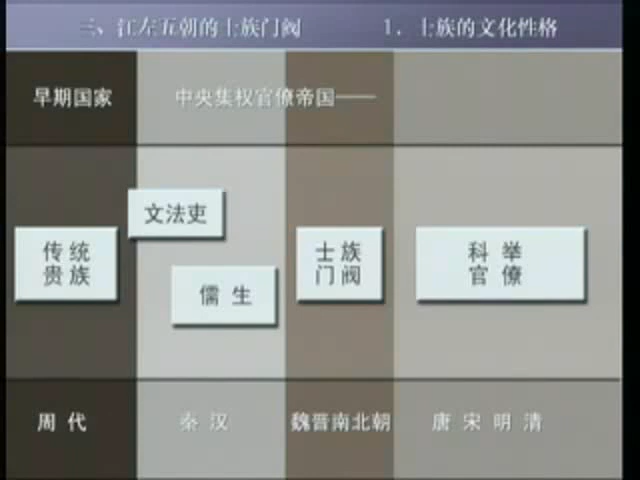 三、江左五朝的士族门阀
1．士族的文化性格
早期国家
中央集权官僚帝国——
文法吏
传统
贵族
儒生
士族
门阀
科举
官僚
周代
秦汉
魏晋南北朝
唐宋明清